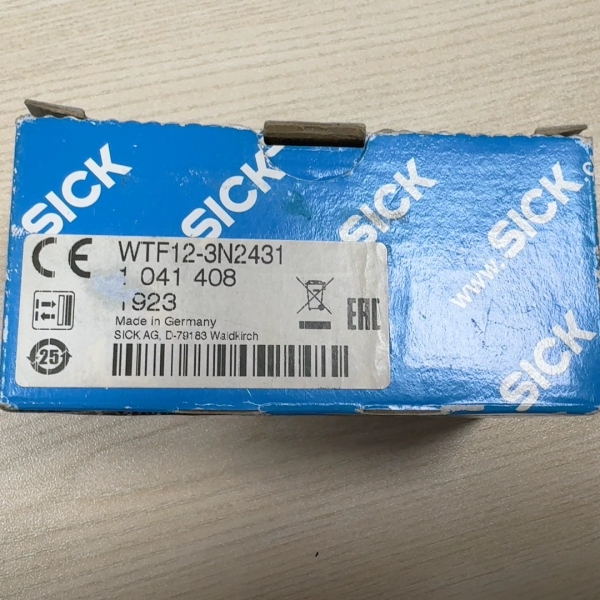 SICK
SICK
SICK
www.SICK
SICK
CE
WTF12-3N2431
1 041 408
1923
Made in Germany
SICK AG, D-79183 Waldkirch
25
EAC